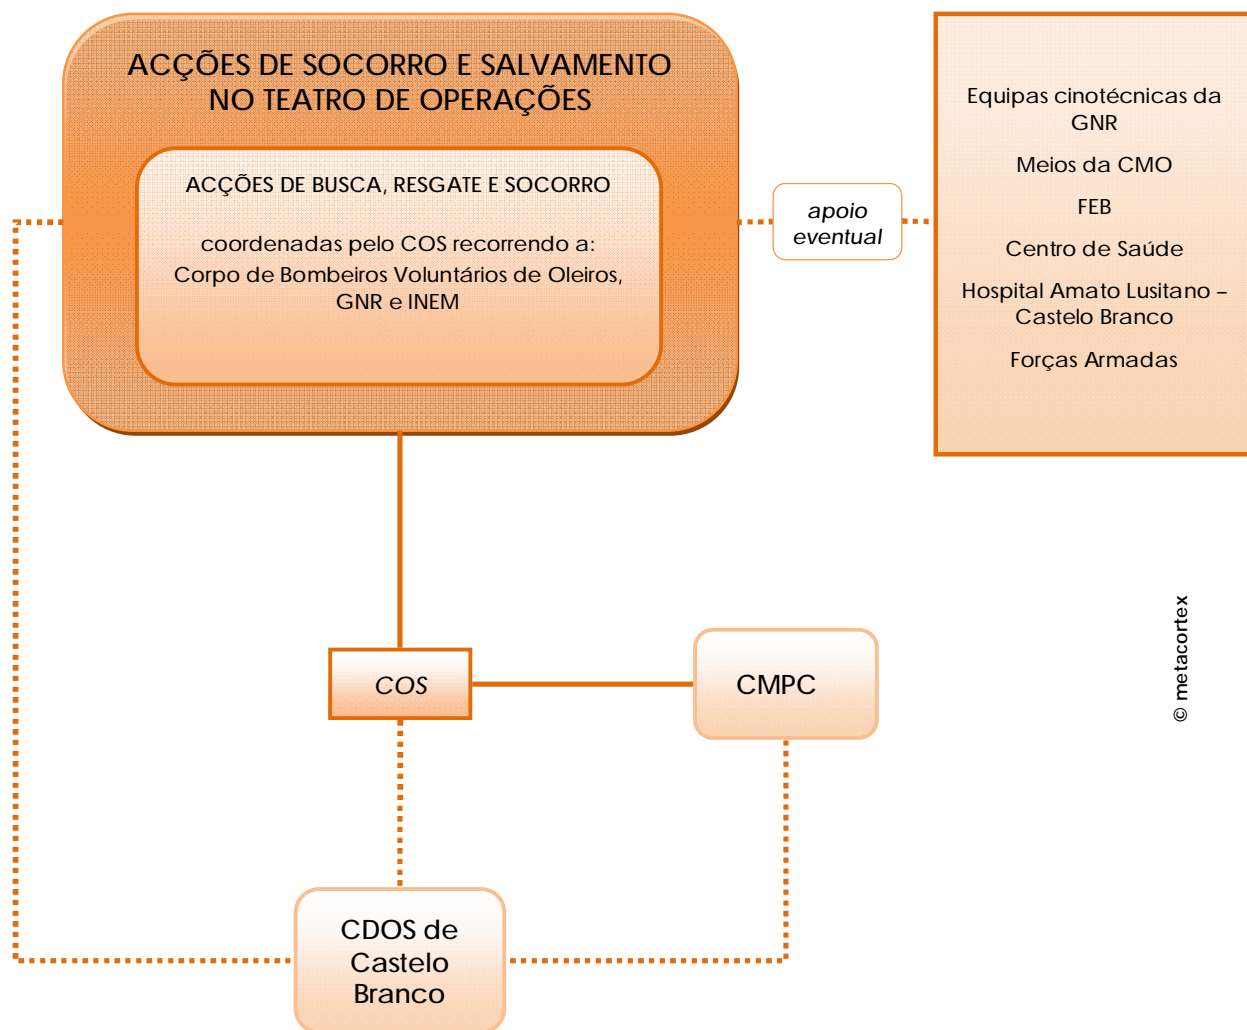 ACÇÕES DE SOCORRO E SALVAMENTO
NO TEATRO DE OPERAÇÕES
ACÇÕES DE BUSCA, RESGATE E SOCORRO
coordenadas pelo COS recorrendo a:
Corpo de Bombeiros Voluntários de Oleiros,
GNR e INEM
apoio
eventual
Equipas cinotécnicas da
GNR
Meios da CMO
FEB
Centro de Saúde
Hospital Amato Lusitano –
Castelo Branco
Forças Armadas
COS
CMPC
CDOS de
Castelo
Branco
© metacortex